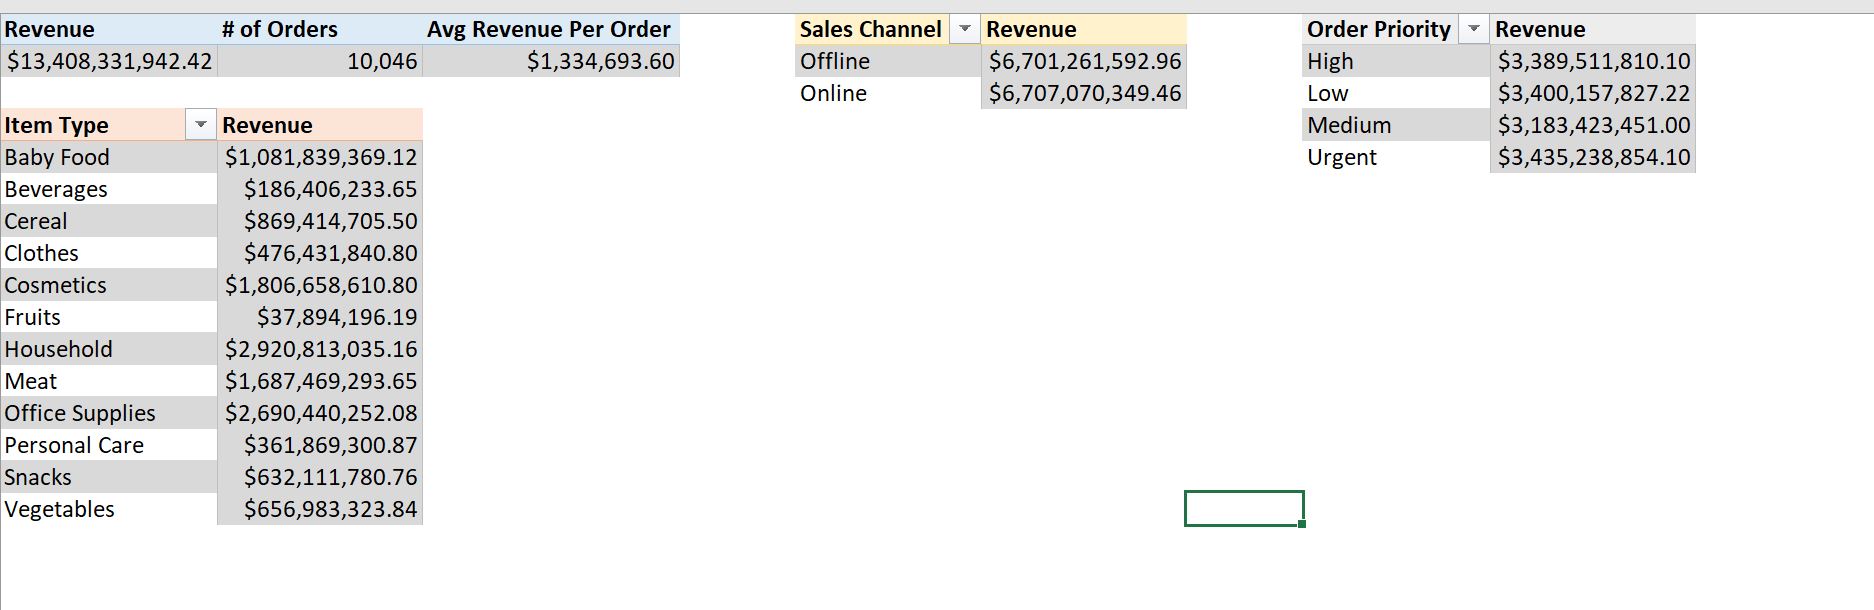 Revenue # of Orders Avg Revenue Per Order
$13,408,331,942.42 10,046 $1,334,693.60
Item Type Revenue
Baby Food $1,081,839,369.12
Beverages $186,406,233.65
Cereal $869,414,705.50
Clothes $476,431,840.80
Cosmetics $1,806,658,610.80
Fruits $37,894,196.19
Household $2,920,813,035.16
Meat $1,687,469,293.65
Office Supplies $2,690,440,252.08
Personal Care $361,869,300.87
Snacks $632,111,780.76
Vegetables $656,983,323.84
Sales Channel Revenue
Offline $6,701,261,592.96
Online $6,707,070,349.46
Order Priority Revenue
High $3,389,511,810.10
Low $3,400,157,827.22
Medium $3,183,423,451.00
Urgent $3,435,238,854.10